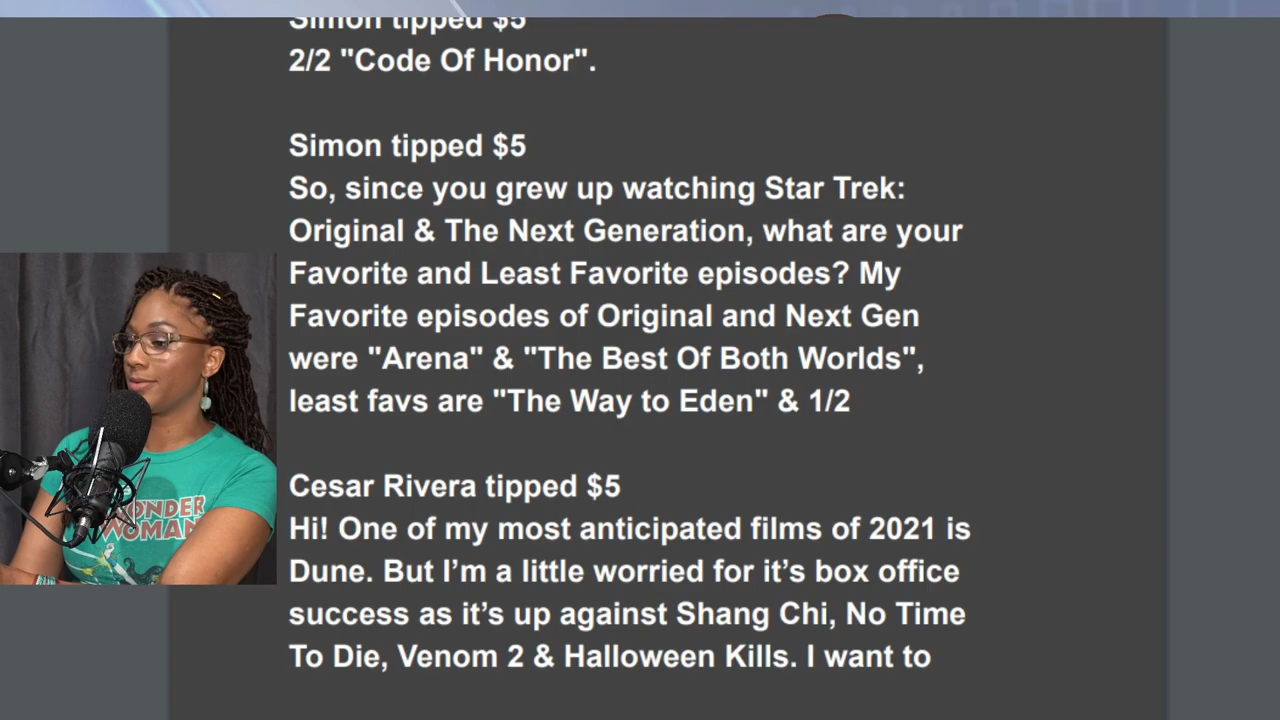 Simon tipped $5
2/2 "Code Of Honor".
Simon tipped $5
So, since you grew up watching Star Trek:
Original & The Next Generation, what are your
Favorite and Least Favorite episodes? My
Favorite episodes of Original and Next Gen
were "Arena" & "The Best Of Both Worlds",
least favs are "The Way to Eden" & 1/2
Cesar Rivera tipped $5
Hi! One of my most anticipated films of 2021 is
Dune. But I’m a little worried for it’s box office
success as it’s up against Shang Chi, No Time
To Die, Venom 2 & Halloween Kills. I want to
WONDER
WOMAN